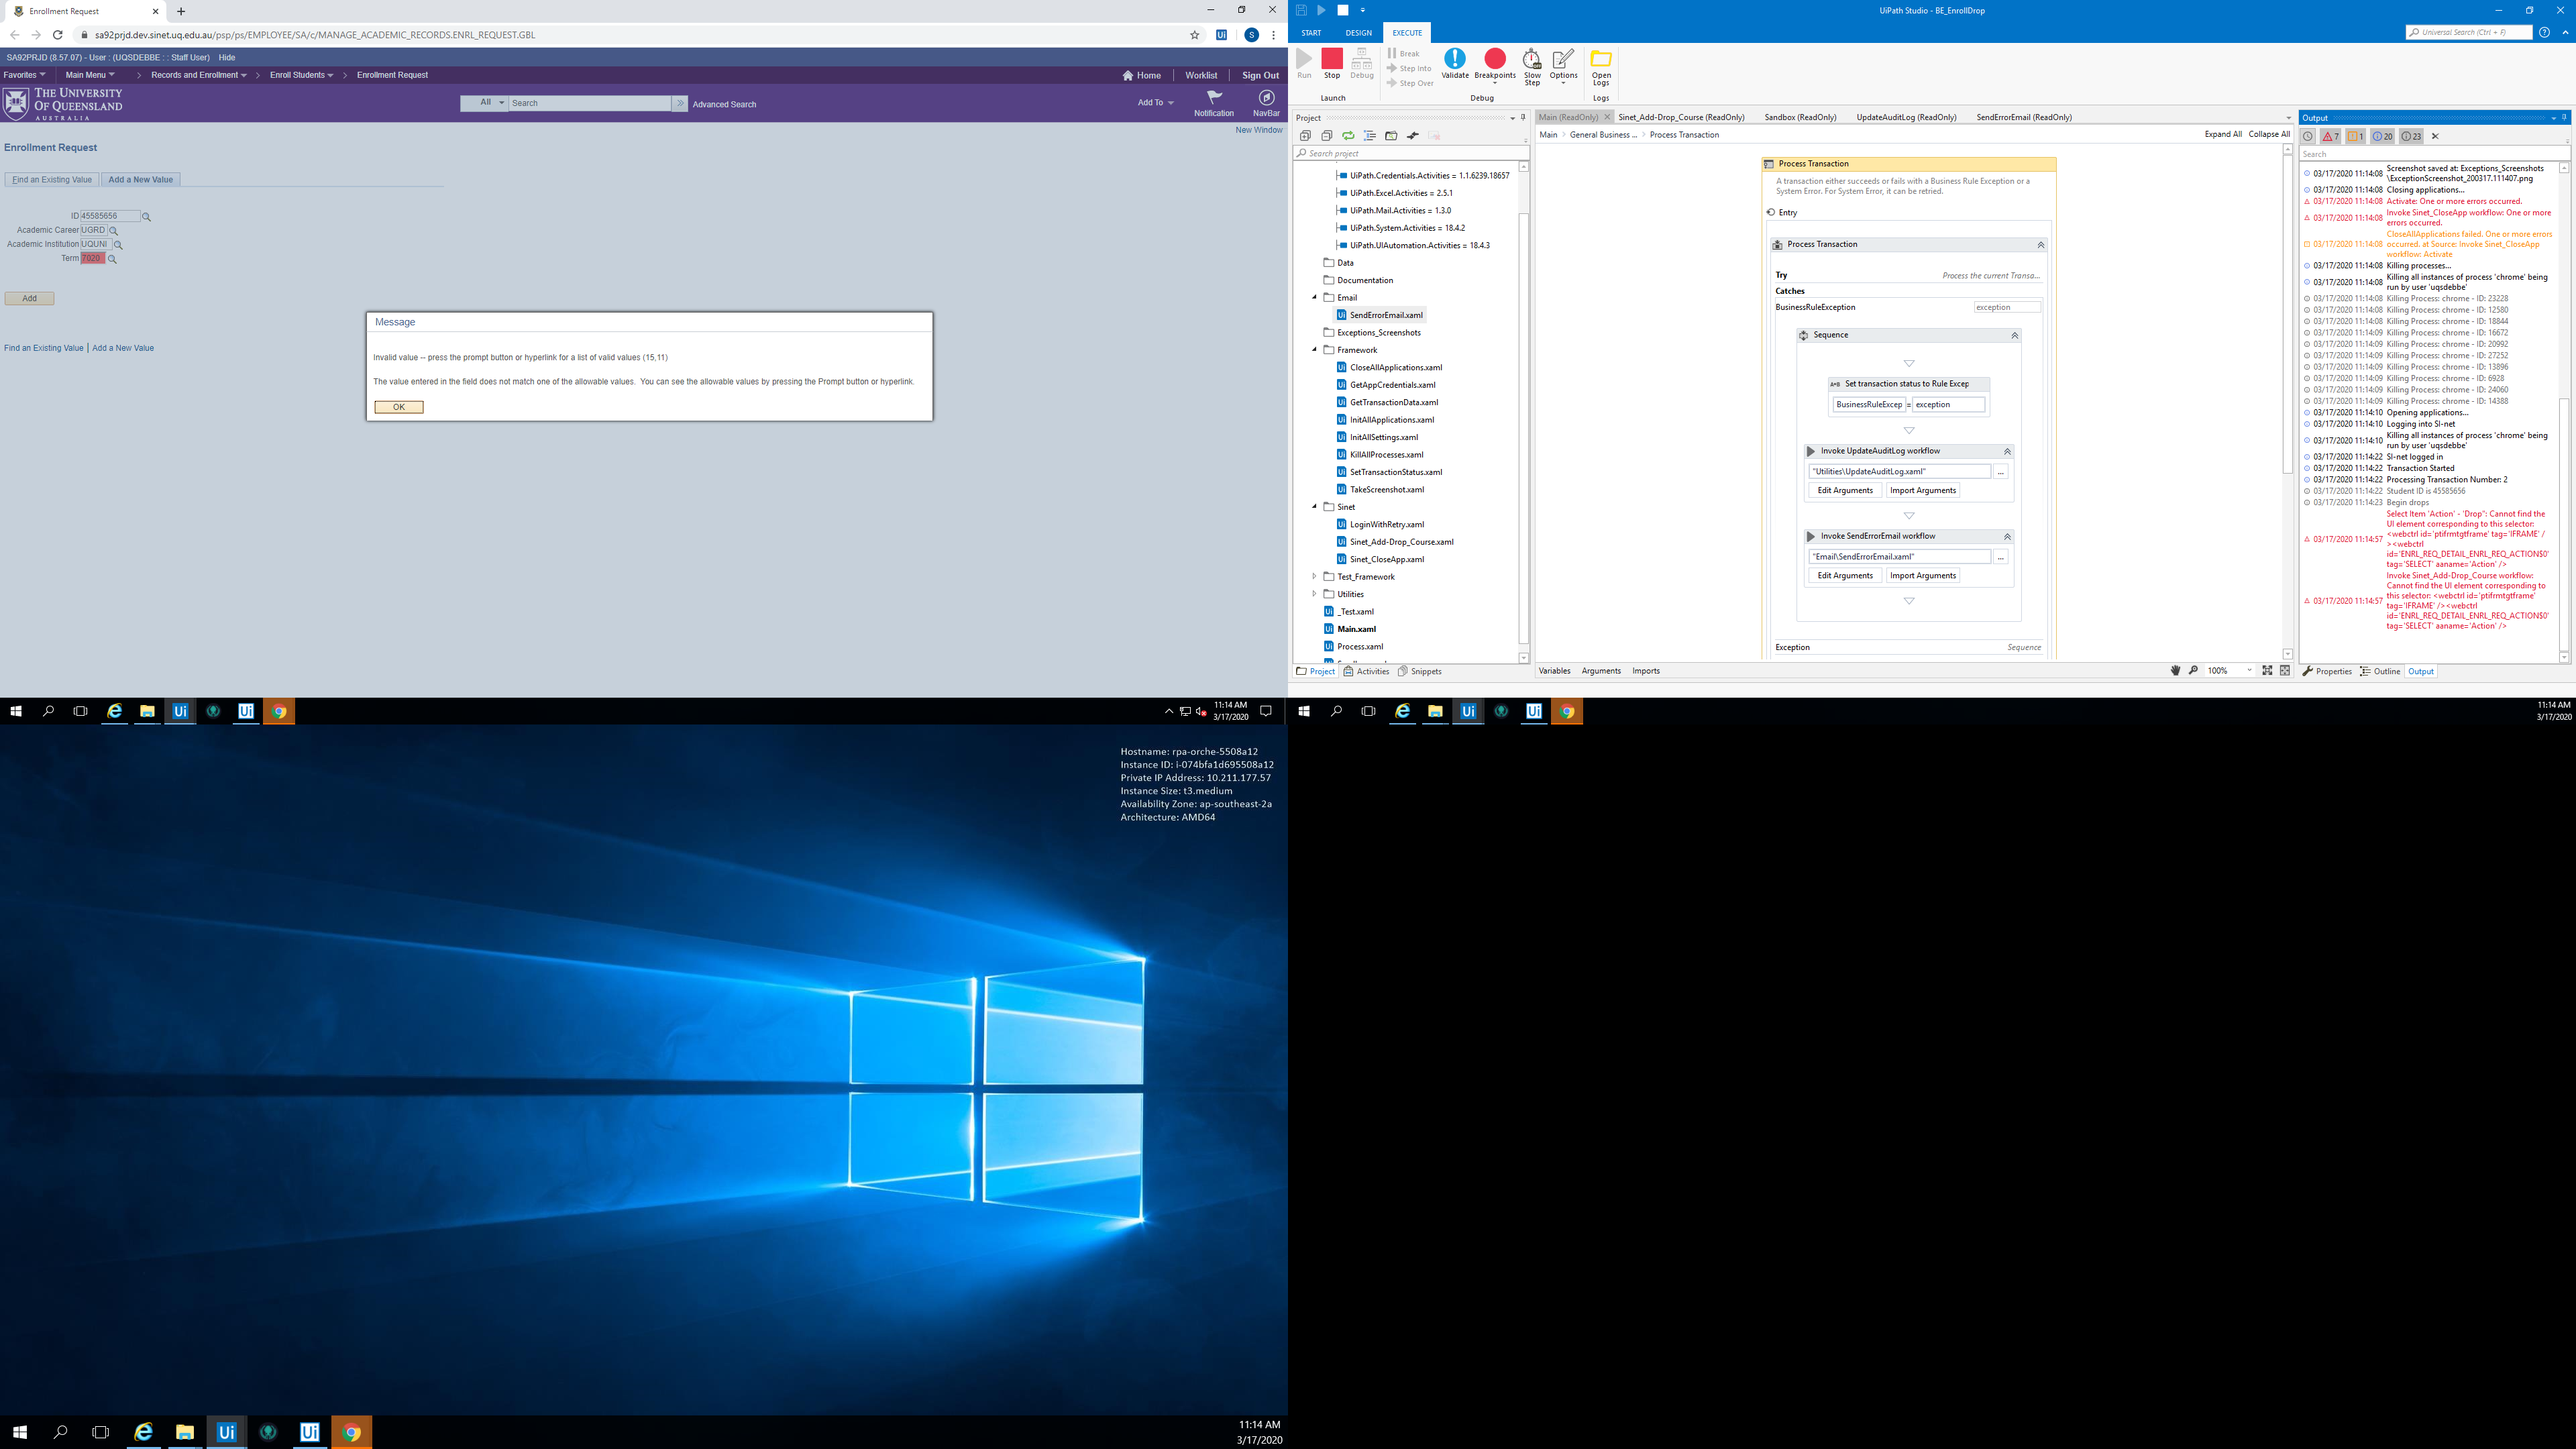 Enrollment Request
sa92prjd.dev.sinet.uq.edu.au/psp/ps/EMPLOYEE/SA/c/MANAGE_ACADEMIC_RECORDS.ENRL_REQUEST.GBL
SA92PRJD (8.57.07) - User : (UQSDEBBE : : Staff User) Hide
Favorites Main Menu > Records and Enrollment > Enroll Students > Enrollment Request
Home Worklist Sign Out
THE UNIVERSITY
OF QUEENSLAND
AUSTRALIA
All Search Advanced Search
Add To Notification NavBar
New Window
Enrollment Request
Find an Existing Value Add a New Value
ID 45585656
Academic Career UGRD
Academic Institution UQUNI
Term 7020
Add
Find an Existing Value | Add a New Value
Message
Invalid value -- press the prompt button or hyperlink for a list of valid values (15,11)
The value entered in the field does not match one of the allowable values. You can see the allowable values by pressing the Prompt button or hyperlink.
OK
11:14 AM
3/17/2020
UiPath Studio - BE_EnrollDrop
START DESIGN EXECUTE
Universal Search (Ctrl + F)
Run Stop Debug
Break
Step Into
Step Over
Validate Breakpoints Slow Step Options Open Logs
Launch Debug Logs
Project
Search project
UiPath.Credentials.Activities = 1.1.6239.18657
UiPath.Excel.Activities = 2.5.1
UiPath.Mail.Activities = 1.3.0
UiPath.System.Activities = 18.4.2
UiPath.UIAutomation.Activities = 18.4.3
Data
Documentation
Email
SendErrorEmail.xaml
Exceptions_Screenshots
Framework
CloseAllApplications.xaml
GetAppCredentials.xaml
GetTransactionData.xaml
InitAllApplications.xaml
InitAllSettings.xaml
KillAllProcesses.xaml
SetTransactionStatus.xaml
TakeScreenshot.xaml
Sinet
LoginWithRetry.xaml
Sinet_Add-Drop_Course.xaml
Sinet_CloseApp.xaml
Test_Framework
Utilities
_Test.xaml
Main.xaml
Process.xaml
Project Activities Snippets
Main (ReadOnly) Sinet_Add-Drop_Course (ReadOnly) Sandbox (ReadOnly) UpdateAuditLog (ReadOnly) SendErrorEmail (ReadOnly)
Main > General Business ... > Process Transaction
Expand All Collapse All
Process Transaction
A transaction either succeeds or fails with a Business Rule Exception or a
System Error. For System Error, it can be retried.
Entry
Process Transaction
Try Process the current Transa...
Catches
BusinessRuleException exception
Sequence
A+B Set transaction status to Rule Excep
BusinessRuleExcep = exception
Invoke UpdateAuditLog workflow
"Utilities\UpdateAuditLog.xaml" ...
Edit Arguments Import Arguments
Invoke SendErrorEmail workflow
"Email\SendErrorEmail.xaml" ...
Edit Arguments Import Arguments
Exception Sequence
Variables Arguments Imports
100%
Output
7 1 20 23
Search
03/17/2020 11:14:08 Screenshot saved at: Exceptions_Screenshots
\ExceptionScreenshot_200317.111407.png
03/17/2020 11:14:08 Closing applications...
03/17/2020 11:14:08 Activate: One or more errors occurred.
03/17/2020 11:14:08 Invoke Sinet_CloseApp workflow: One or more
errors occurred.
03/17/2020 11:14:08 CloseAllApplications failed. One or more errors
occurred. at Source: Invoke Sinet_CloseApp
workflow: Activate
03/17/2020 11:14:08 Killing processes...
03/17/2020 11:14:08 Killing all instances of process 'chrome' being
run by user 'uqsdebbe'
03/17/2020 11:14:08 Killing Process: chrome - ID: 23228
03/17/2020 11:14:08 Killing Process: chrome - ID: 12580
03/17/2020 11:14:08 Killing Process: chrome - ID: 18844
03/17/2020 11:14:09 Killing Process: chrome - ID: 16672
03/17/2020 11:14:09 Killing Process: chrome - ID: 20992
03/17/2020 11:14:09 Killing Process: chrome - ID: 27252
03/17/2020 11:14:09 Killing Process: chrome - ID: 13896
03/17/2020 11:14:09 Killing Process: chrome - ID: 6928
03/17/2020 11:14:09 Killing Process: chrome - ID: 24060
03/17/2020 11:14:09 Killing Process: chrome - ID: 14388
03/17/2020 11:14:10 Opening applications...
03/17/2020 11:14:10 Logging into SI-net
03/17/2020 11:14:10 Killing all instances of process 'chrome' being
run by user 'uqsdebbe'
03/17/2020 11:14:22 SI-net logged in
03/17/2020 11:14:22 Transaction Started
03/17/2020 11:14:22 Processing Transaction Number: 2
03/17/2020 11:14:22 Student ID is 45585656
03/17/2020 11:14:23 Begin drops
03/17/2020 11:14:57 Select Item 'Action' - 'Drop": Cannot find the
UI element corresponding to this selector:
<webctrl id='ptifrmtgtframe' tag='IFRAME' /
><webctrl
id='ENRL_REQ_DETAIL_ENRL_REQ_ACTION$0'
tag='SELECT' aaname='Action' />
03/17/2020 11:14:57 Invoke Sinet_Add-Drop_Course workflow:
Cannot find the UI element corresponding to
this selector: <webctrl id='ptifrmtgtframe'
tag='IFRAME' /><webctrl
id='ENRL_REQ_DETAIL_ENRL_REQ_ACTION$0'
tag='SELECT' aaname='Action' />
Properties Outline Output
11:14 AM
3/17/2020
Hostname: rpa-orche-5508a12
Instance ID: i-074bfa1d695508a12
Private IP Address: 10.211.177.57
Instance Size: t3.medium
Availability Zone: ap-southeast-2a
Architecture: AMD64
11:14 AM
3/17/2020